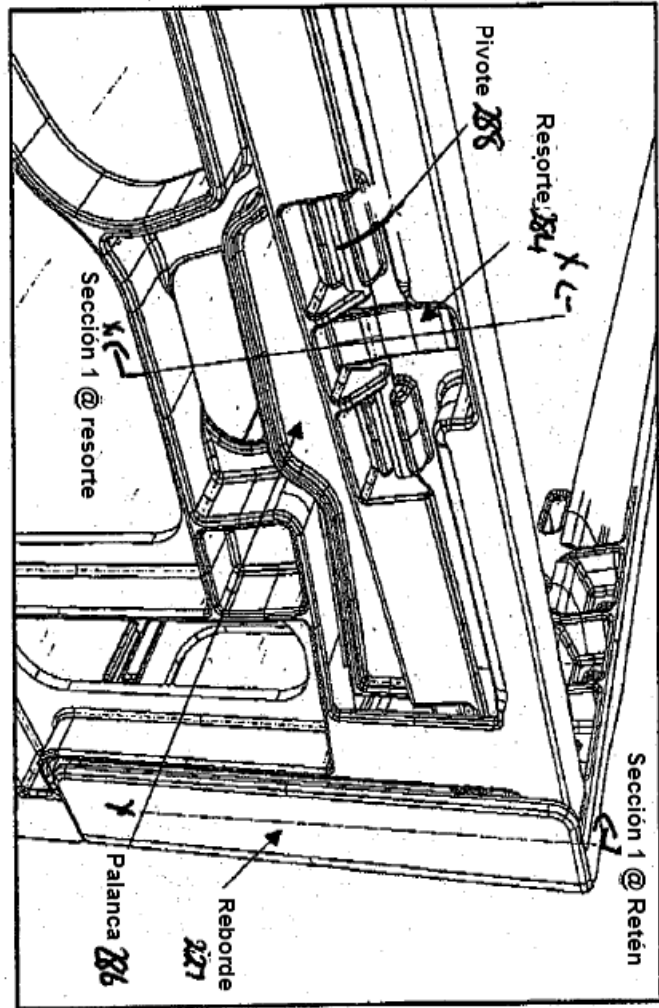 Pivote 288
Resorte 284
X
Sección 1 @ resorte
X
Sección 1 @ Retén
Reborde
227
Palanca 286